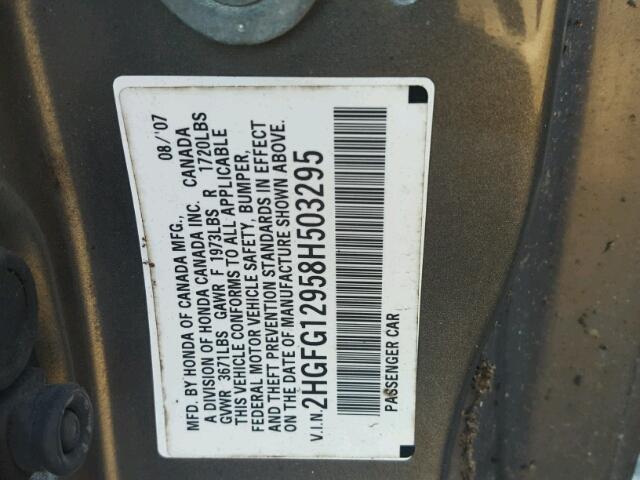 MFD. BY HONDA OF CANADA MFG., 08/'07
A DIVISION OF HONDA CANADA INC. CANADA
GVWR 3671LBS GAWR F 1973LBS R 1720LBS
THIS VEHICLE CONFORMS TO ALL APPLICABLE
FEDERAL MOTOR VEHICLE SAFETY, BUMPER,
AND THEFT PREVENTION STANDARDS IN EFFECT
ON THE DATE OF MANUFACTURE SHOWN ABOVE.
V.I.N. 2HGFG12958H503295
PASSENGER CAR